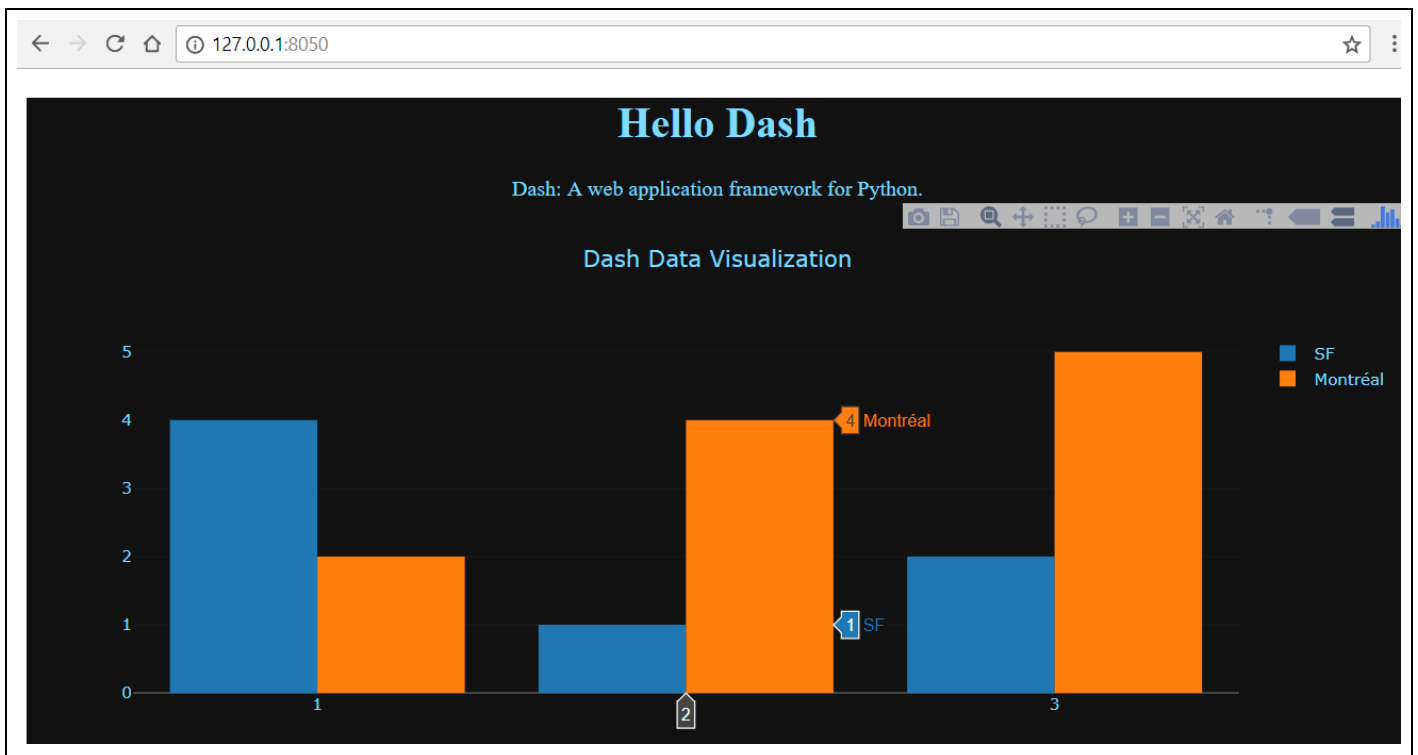 127.0.0.1:8050
Hello Dash
Dash: A web application framework for Python.
Dash Data Visualization
5
SF
Montréal
4
4 Montréal
3
2
1
1 SF
0
1
2
3